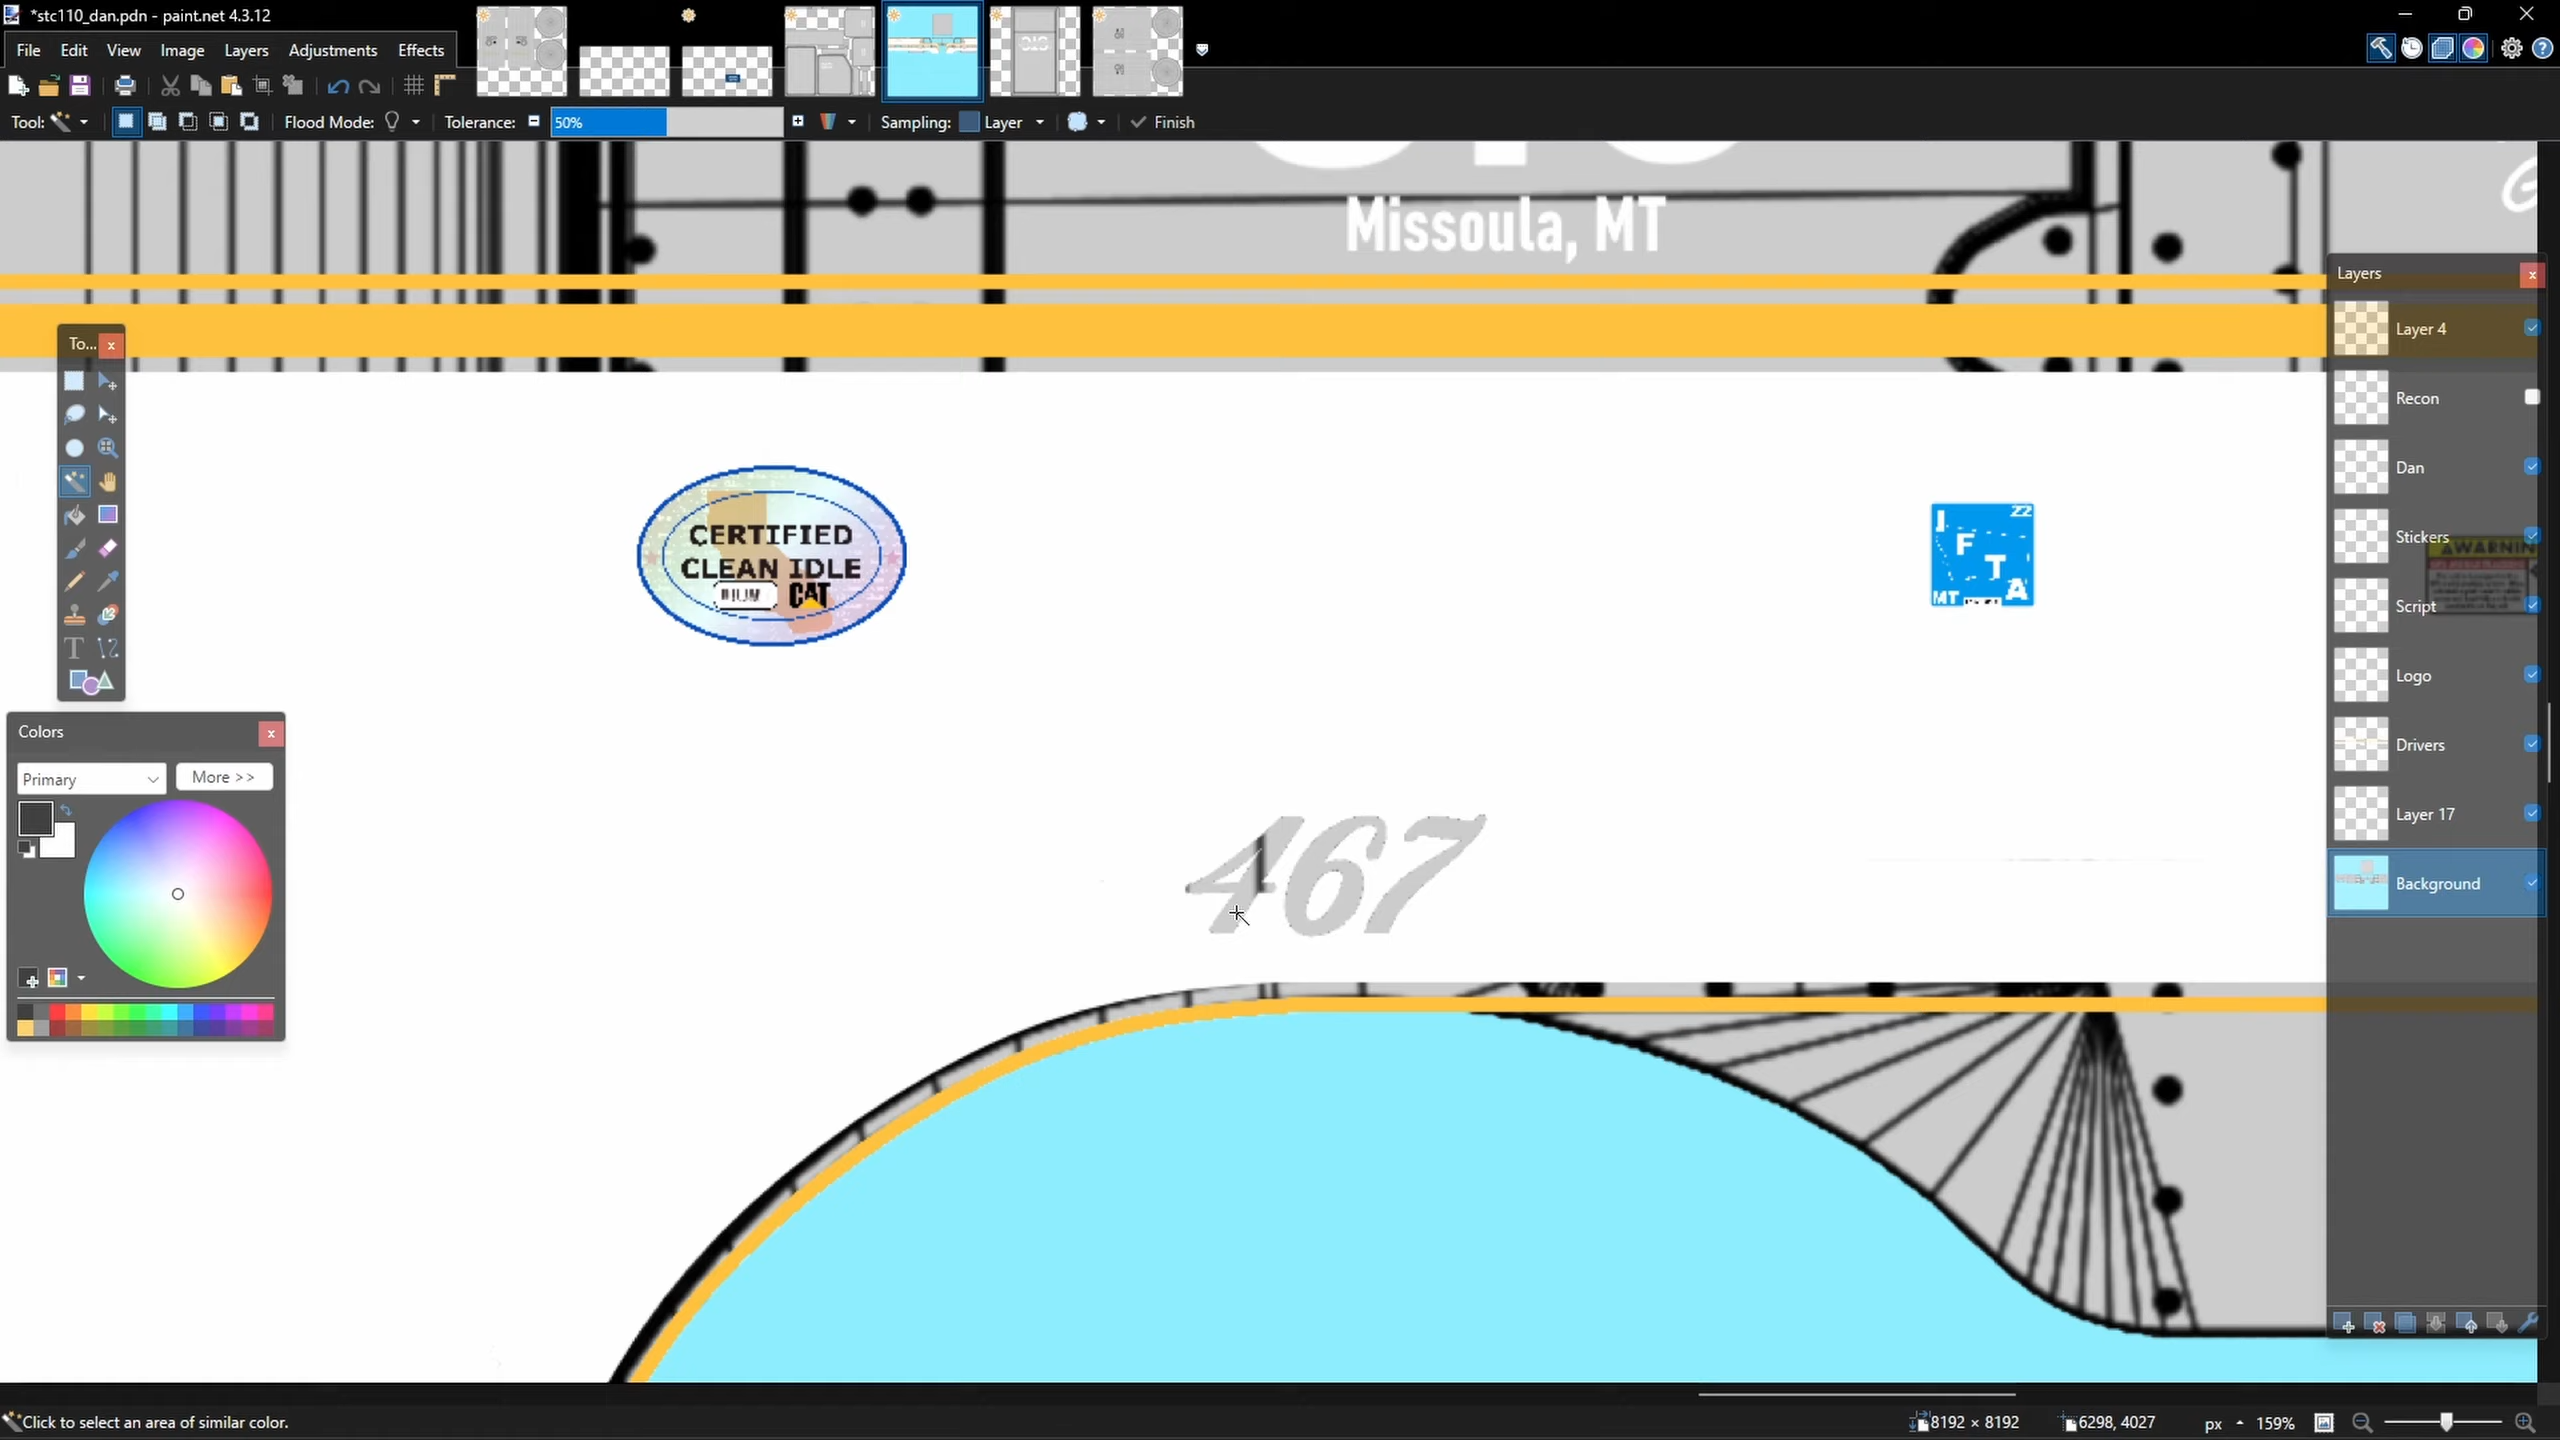 *stc110_dan.pdn - paint.net 4.3.12
File Edit View Image Layers Adjustments Effects
Tool: Flood Mode: Tolerance: 50% Sampling: Layer Finish
Missoula, MT
To...
Layers
Layer 4
Recon
Dan
Stickers
WARNIN
Script
Logo
Drivers
Layer 17
Background
CERTIFIED
CLEAN IDLE
CAT
22
I
F
T
A
MT
467
Colors
Primary More >>
Click to select an area of similar color.
8192 × 8192 6298, 4027 px 159%